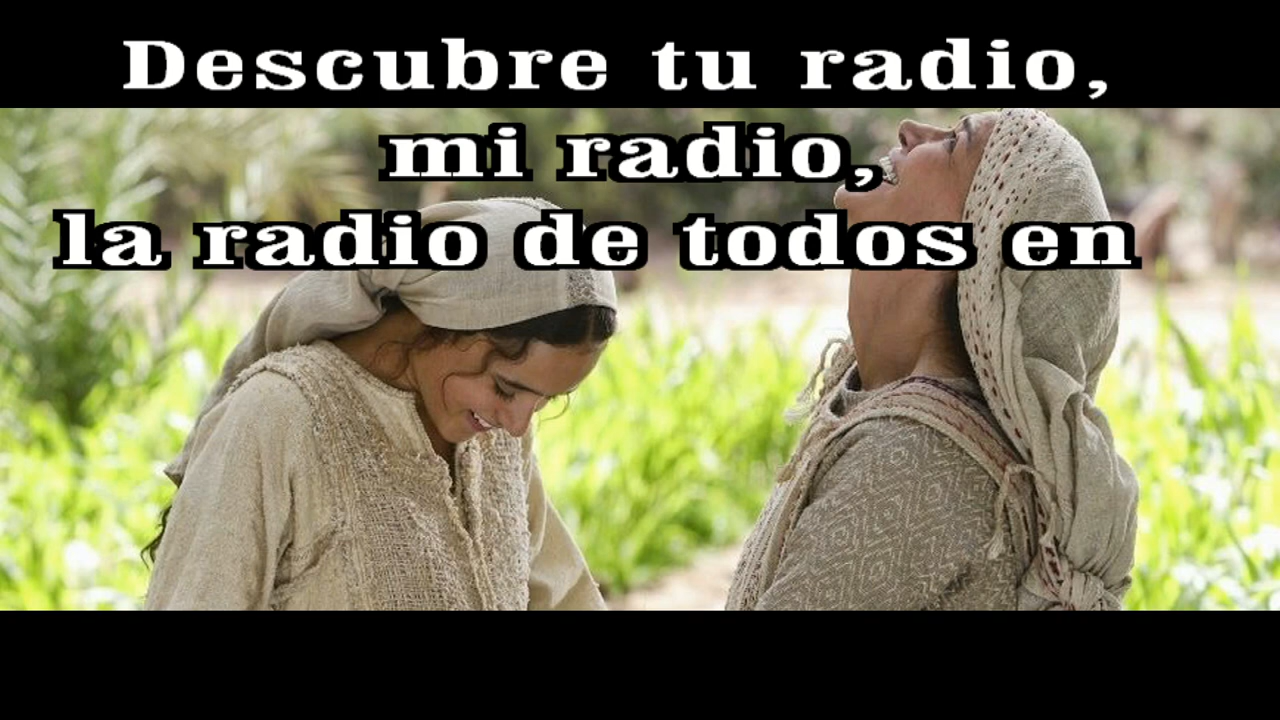 Descubre tu radio,
mi radio,
la radio de todos en